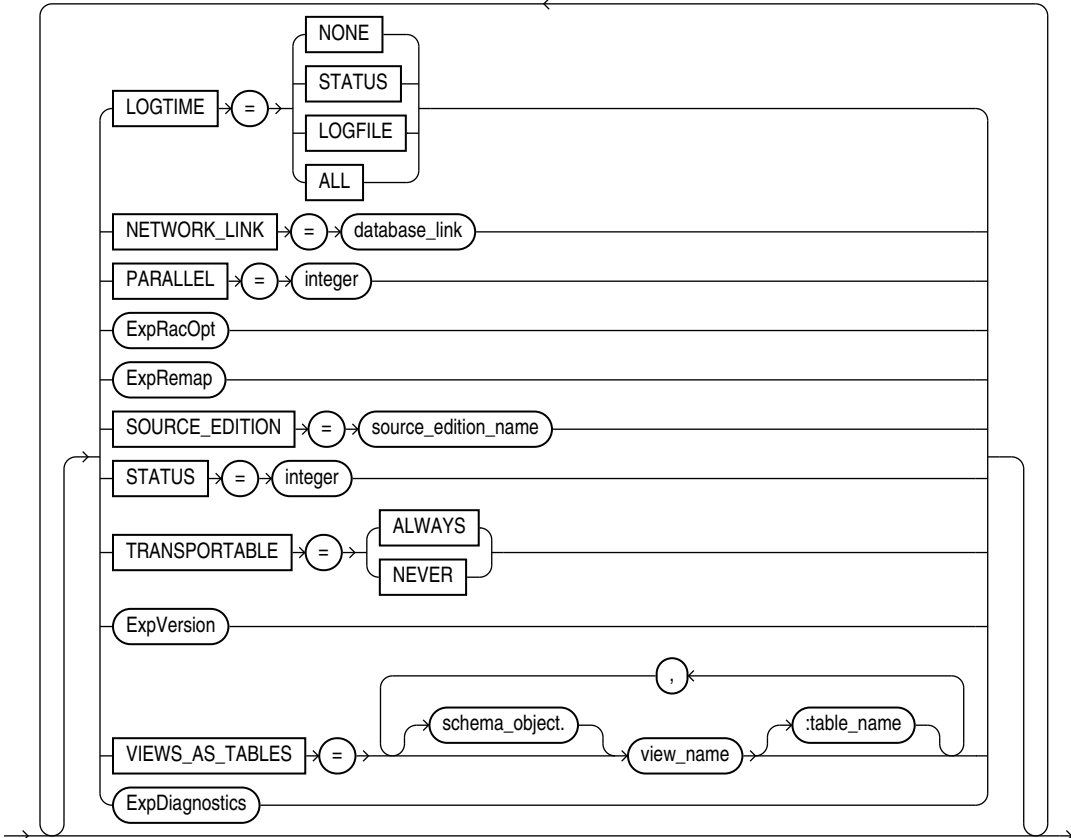 NONE
STATUS
LOGTIME = LOGFILE
ALL
NETWORK_LINK = database_link
PARALLEL = integer
ExpRacOpt
ExpRemap
SOURCE_EDITION = source_edition_name
STATUS = integer
ALWAYS
TRANSPORTABLE =
NEVER
ExpVersion
,
schema_object. :table_name
VIEWS_AS_TABLES = view_name
ExpDiagnostics